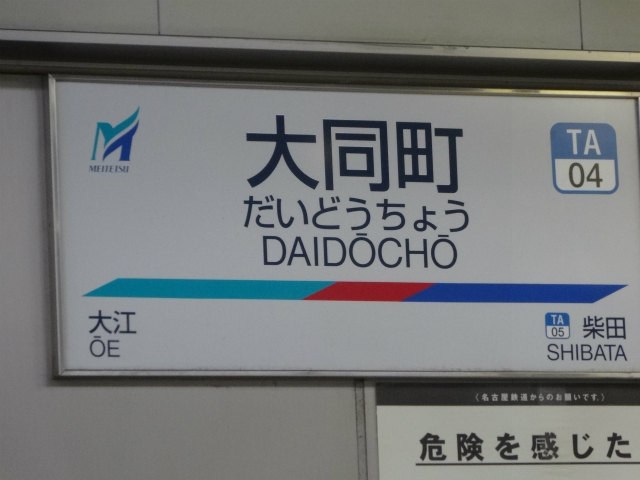 MEITETSU
大同町
TA
04
だいどうちょう
DAIDŌCHŌ
大江
ŌE
TA
05
柴田
SHIBATA
(名古屋鉄道からのお願いです。)
危険を感じた